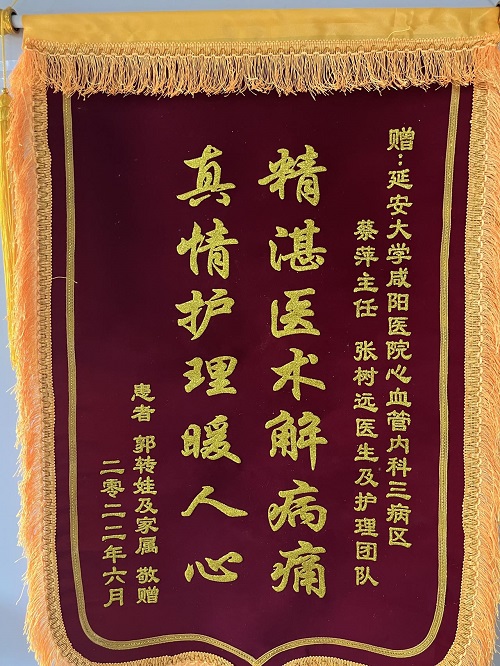 赠：延安大学咸阳医院心血管内科三病区
蔡萍主任 张树远医生及护理团队
精湛医术解病痛
真情护理暖人心
患者 郭转娃及家属 敬赠
二零二二年六月